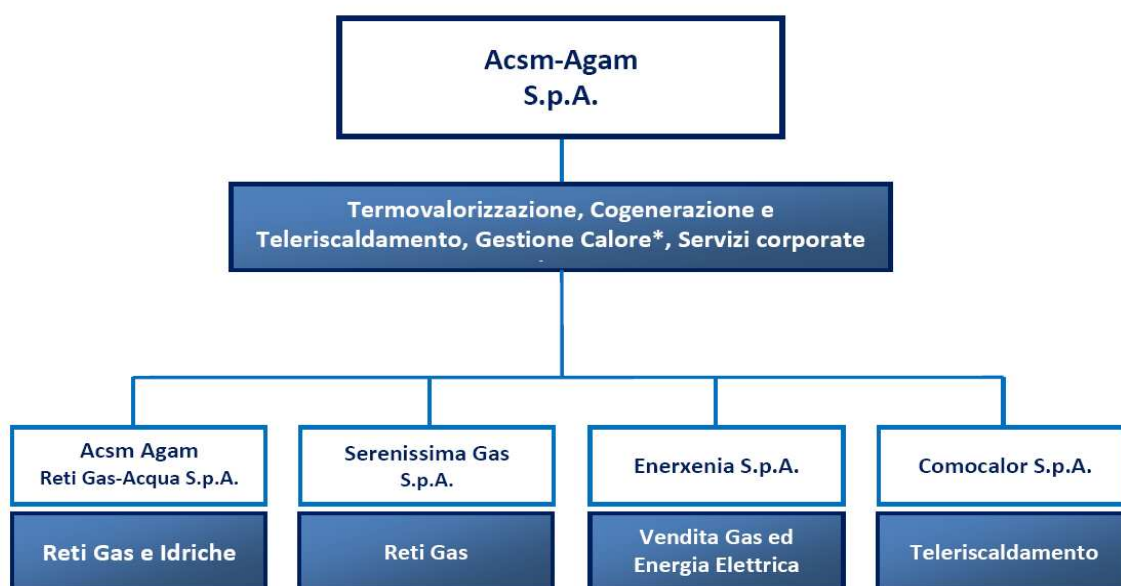 Acsm-Agam
S.p.A.
Termovalorizzazione, Cogenerazione e
Teleriscaldamento, Gestione Calore*, Servizi corporate
Acsm Agam
Reti Gas-Acqua S.p.A.
Reti Gas e Idriche
Serenissima Gas
S.p.A.
Reti Gas
Enerxenia S.p.A.
Vendita Gas ed
Energia Elettrica
Comocalor S.p.A.
Teleriscaldamento